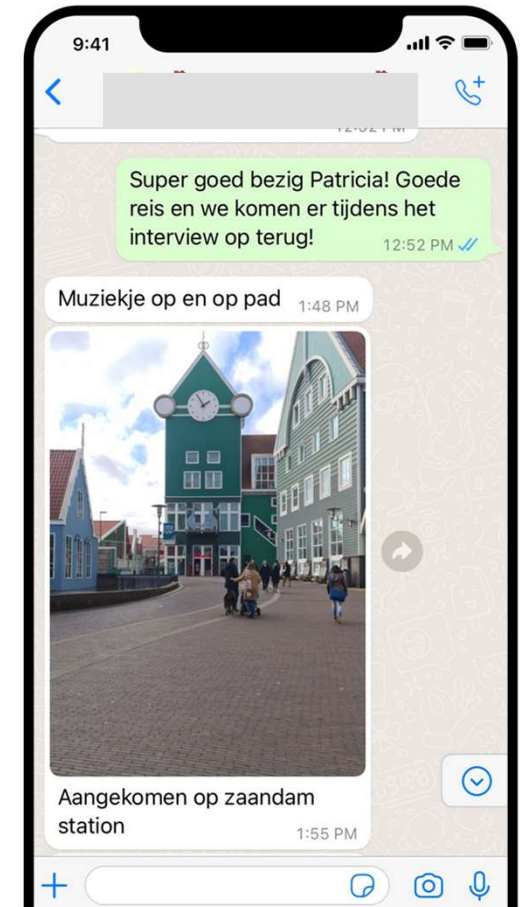 9:41
Super goed bezig Patricia! Goede
reis en we komen er tijdens het
interview op terug!
12:52 PM
Muziekje op en op pad
1:48 PM
Aangekomen op zaandam
station
1:55 PM